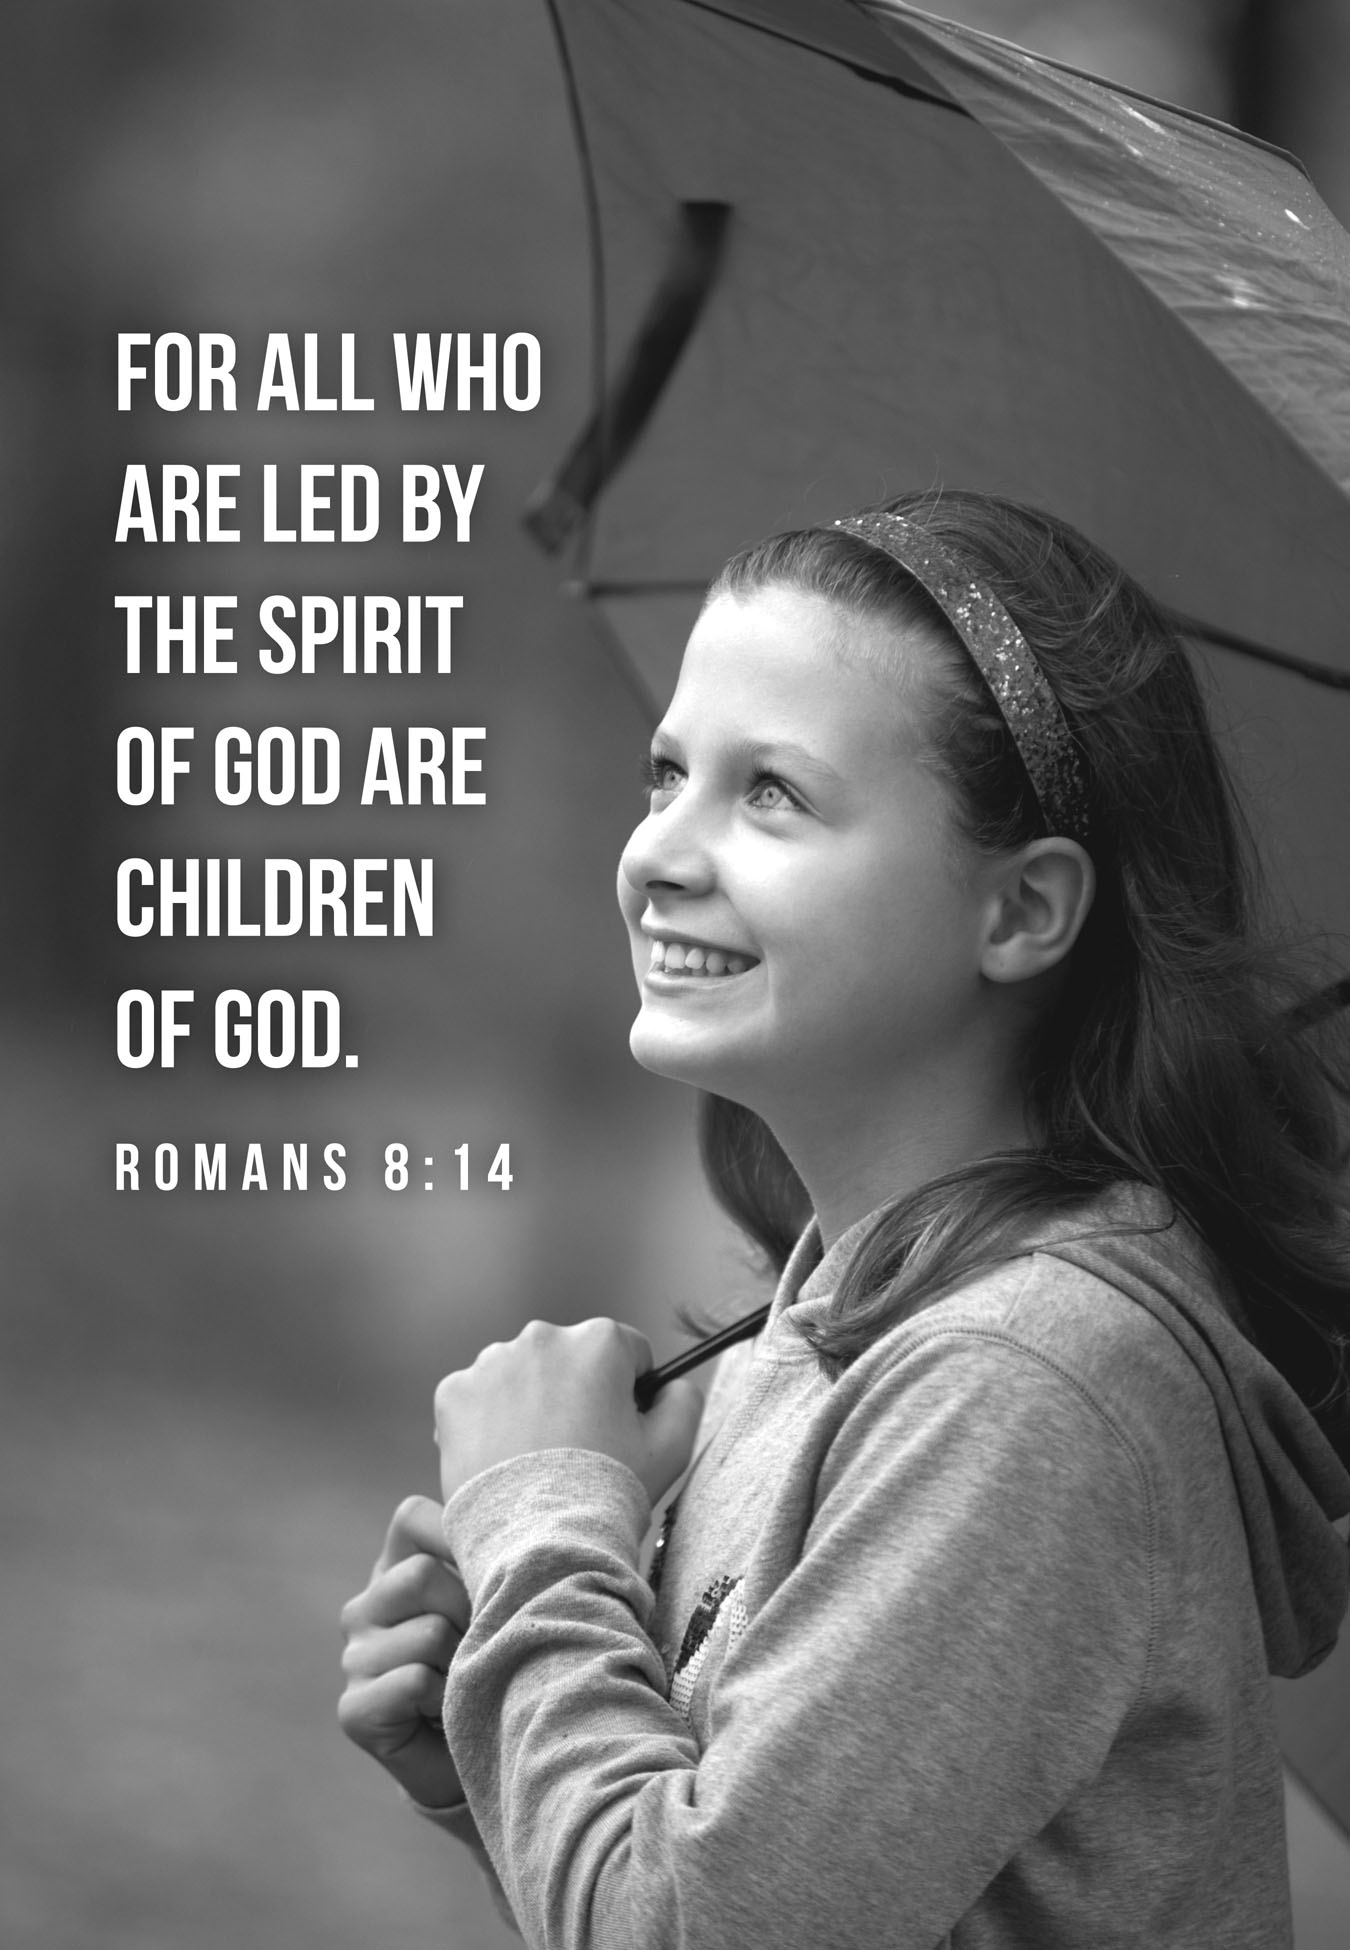 FOR ALL WHO
ARE LED BY
THE SPIRIT
OF GOD ARE
CHILDREN
OF GOD.
ROMANS 8:14